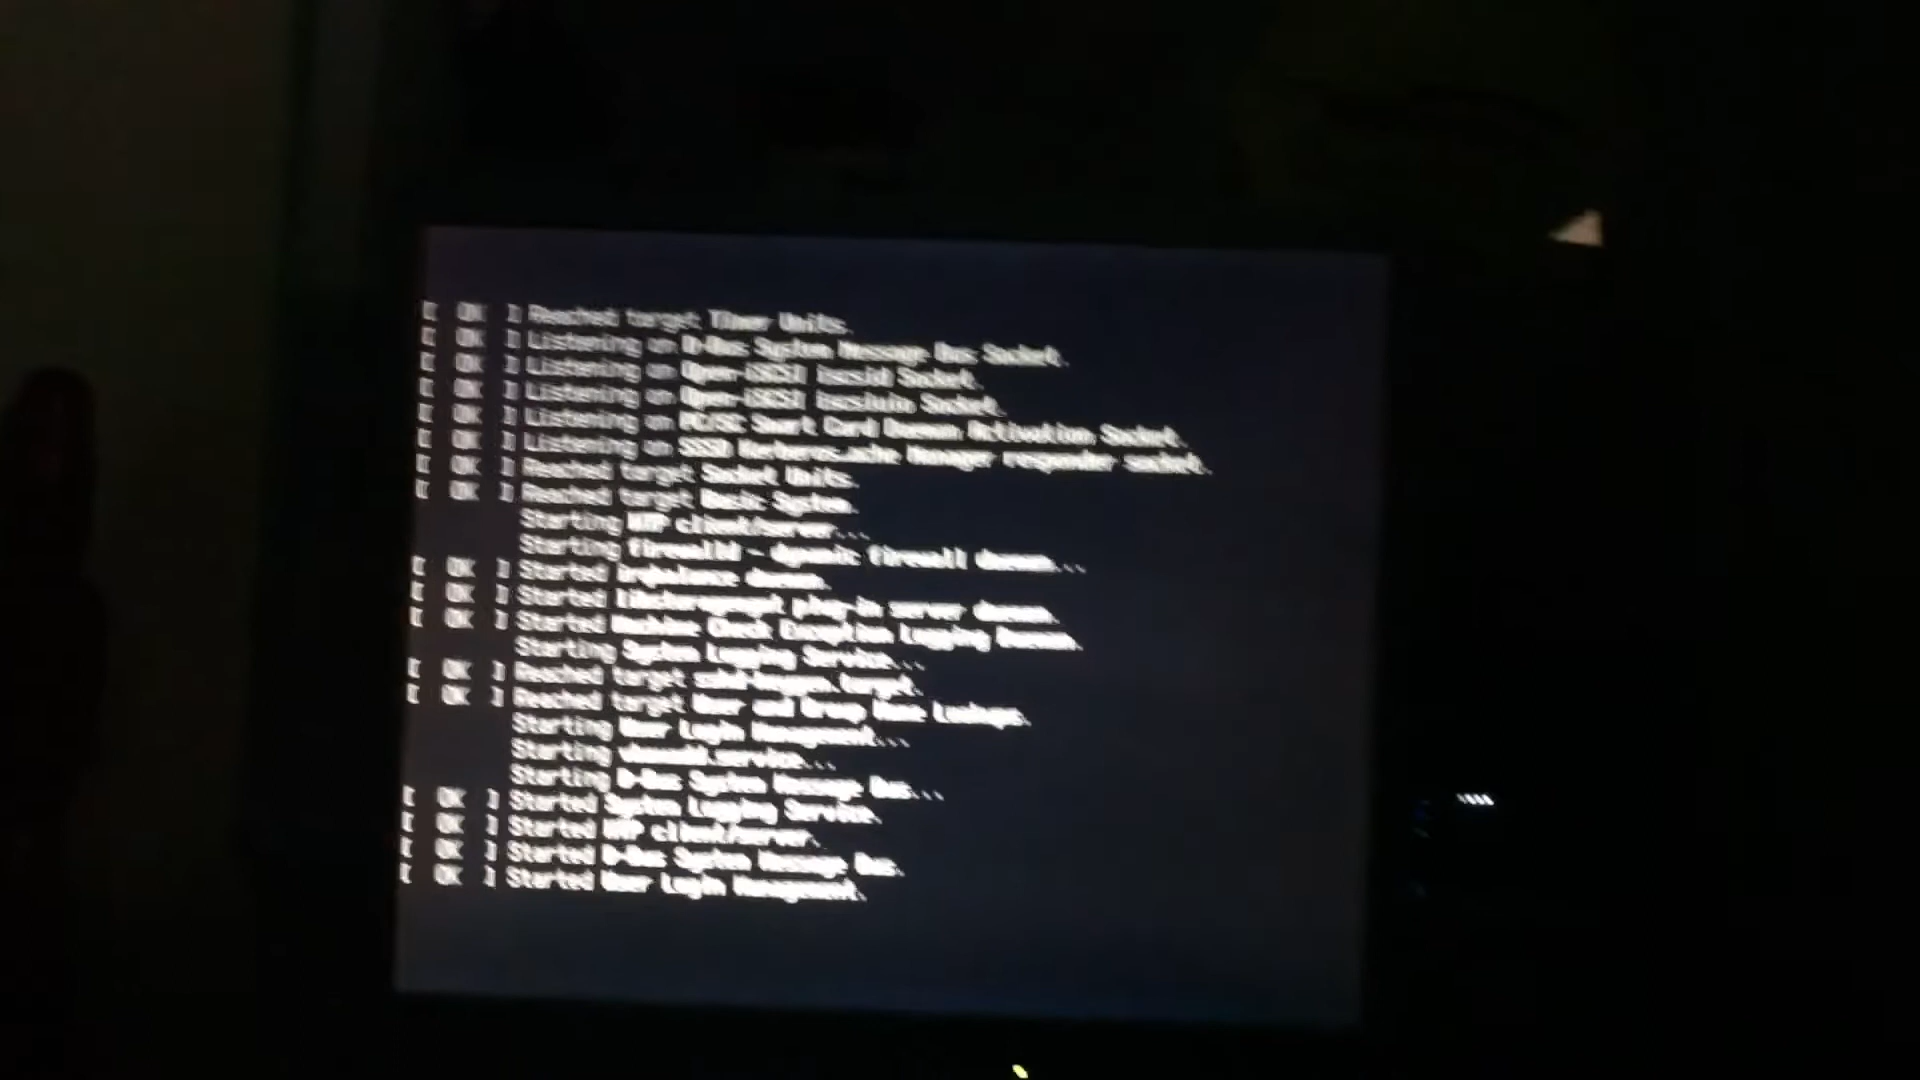 [ OK ] Reached target Timer Units.
[ OK ] Listening on D-Bus System Message Bus Socket.
[ OK ] Listening on Open-iSCSI iscsid Socket.
[ OK ] Listening on Open-iSCSI iscsiuio Socket.
[ OK ] Listening on PC/SC Smart Card Daemon Activation Socket.
[ OK ] Listening on SSSD Kerberos…ache Manager responder socket.
[ OK ] Reached target Socket Units.
[ OK ] Reached target Basic System.
Starting NTP client/server...
Starting firewalld - dynamic firewall daemon...
[ OK ] Started irqbalance daemon.
[ OK ] Started libstoragemgmt plug-in server daemon.
[ OK ] Started Machine Check Exception Logging Daemon.
Starting System Logging Service...
[ OK ] Reached target sshd-keygen.target.
[ OK ] Reached target User and Group Name Lookups.
Starting User Login Management...
Starting
Starting D-Bus System Message Bus...
[ OK ] Started System Logging Service.
[ OK ] Started NTP client/server.
[ OK ] Started D-Bus System Message Bus.
[ OK ] Started User Login Management.